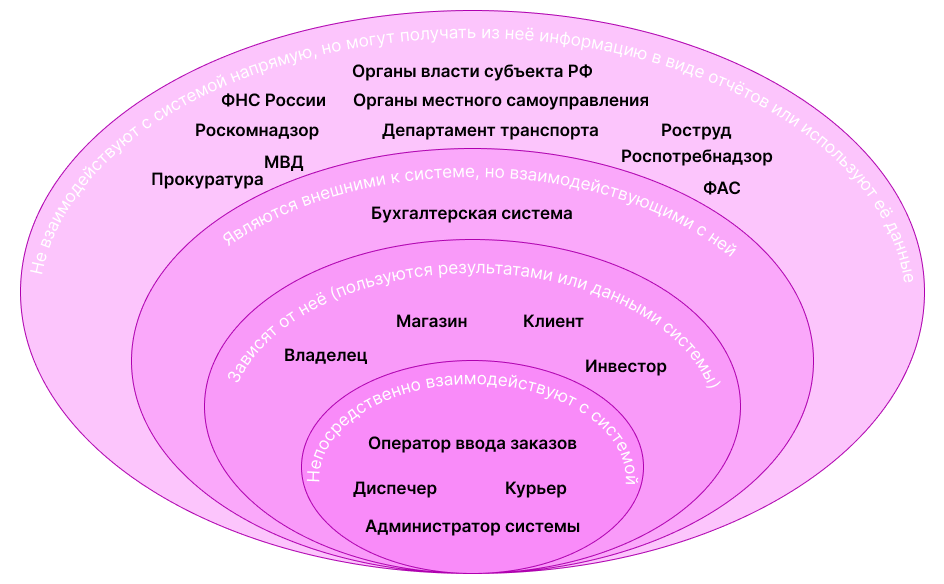 Не взаимодействуют с системой напрямую, но могут получать из неё информацию в виде отчётов или используют её данные
Органы власти субъекта РФ
ФНС России
Органы местного самоуправления
Роскомнадзор
Департамент транспорта
Роструд
МВД
Роспотребнадзор
Прокуратура
ФАС
Являются внешними к системе, но взаимодействующими с ней
Бухгалтерская система
Зависят от неё (пользуются результатами или данными системы)
Магазин
Клиент
Владелец
Инвестор
Непосредственно взаимодействуют с системой
Оператор ввода заказов
Диспечер
Курьер
Администратор системы